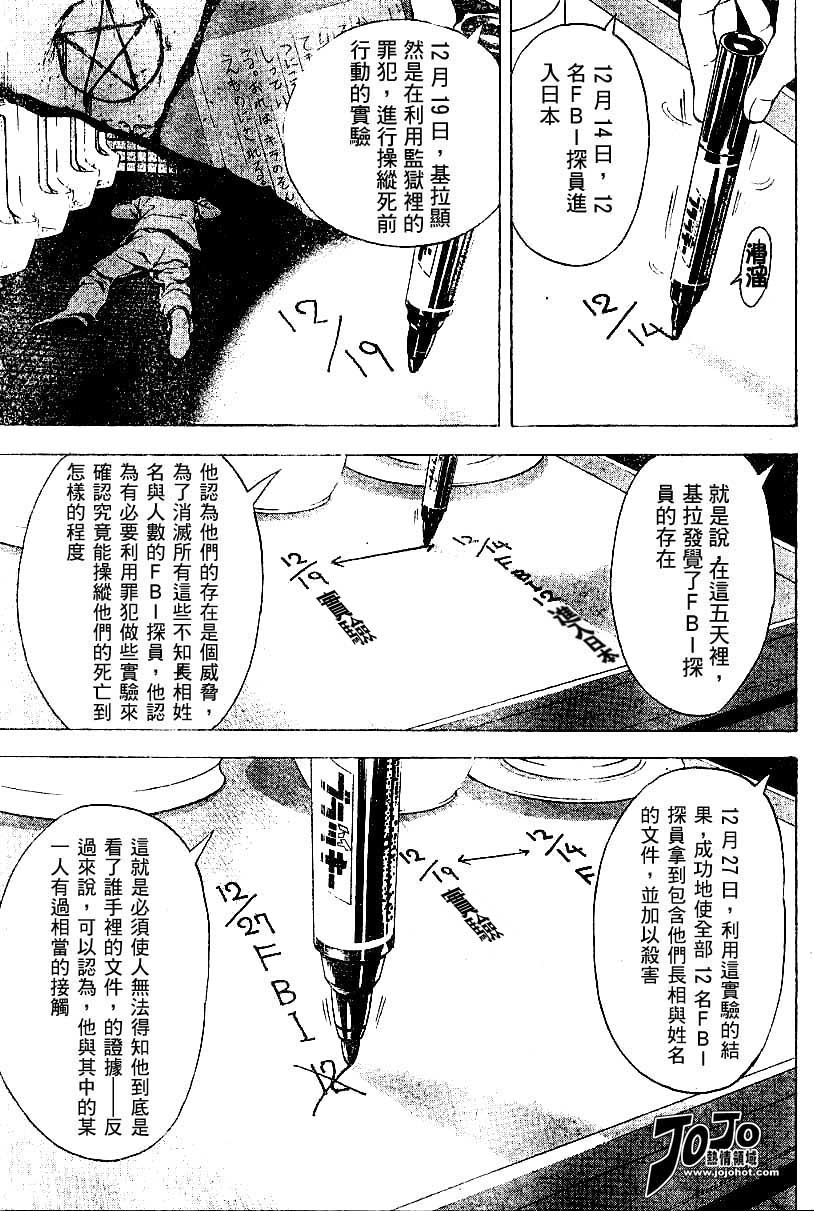 12月14日，12
名FBI探員進
入日本
12/14
12月19日，基拉顯
然是在利用監獄裡的
罪犯，進行操縱死前
行動的實驗
12/19
就是說，在這五天裡，
基拉發覺了FBI探
員的存在
12/14
FBI12
進入日本
12/19
實驗
他認為他們的存在是個威脅，
為了消滅所有這些不知長相姓
名與人數的FBI探員，他認
為有必要利用罪犯做些實驗來
確認究竟能操縱他們的死亡到
怎樣的程度
12月27日，利用這實驗的結
果，成功地使全部12名FBI
探員拿到包含他們長相與姓名
的文件，並加以殺害
12/14
F
12/19
實驗
12/27
FBI
12
這就是必須使人無法得知他到底是
看了誰手裡的文件，的證據——反
過來說，可以認為，他與其中的某
一人有過相當的接觸
JOJO
熱情領域
www.jojohot.com